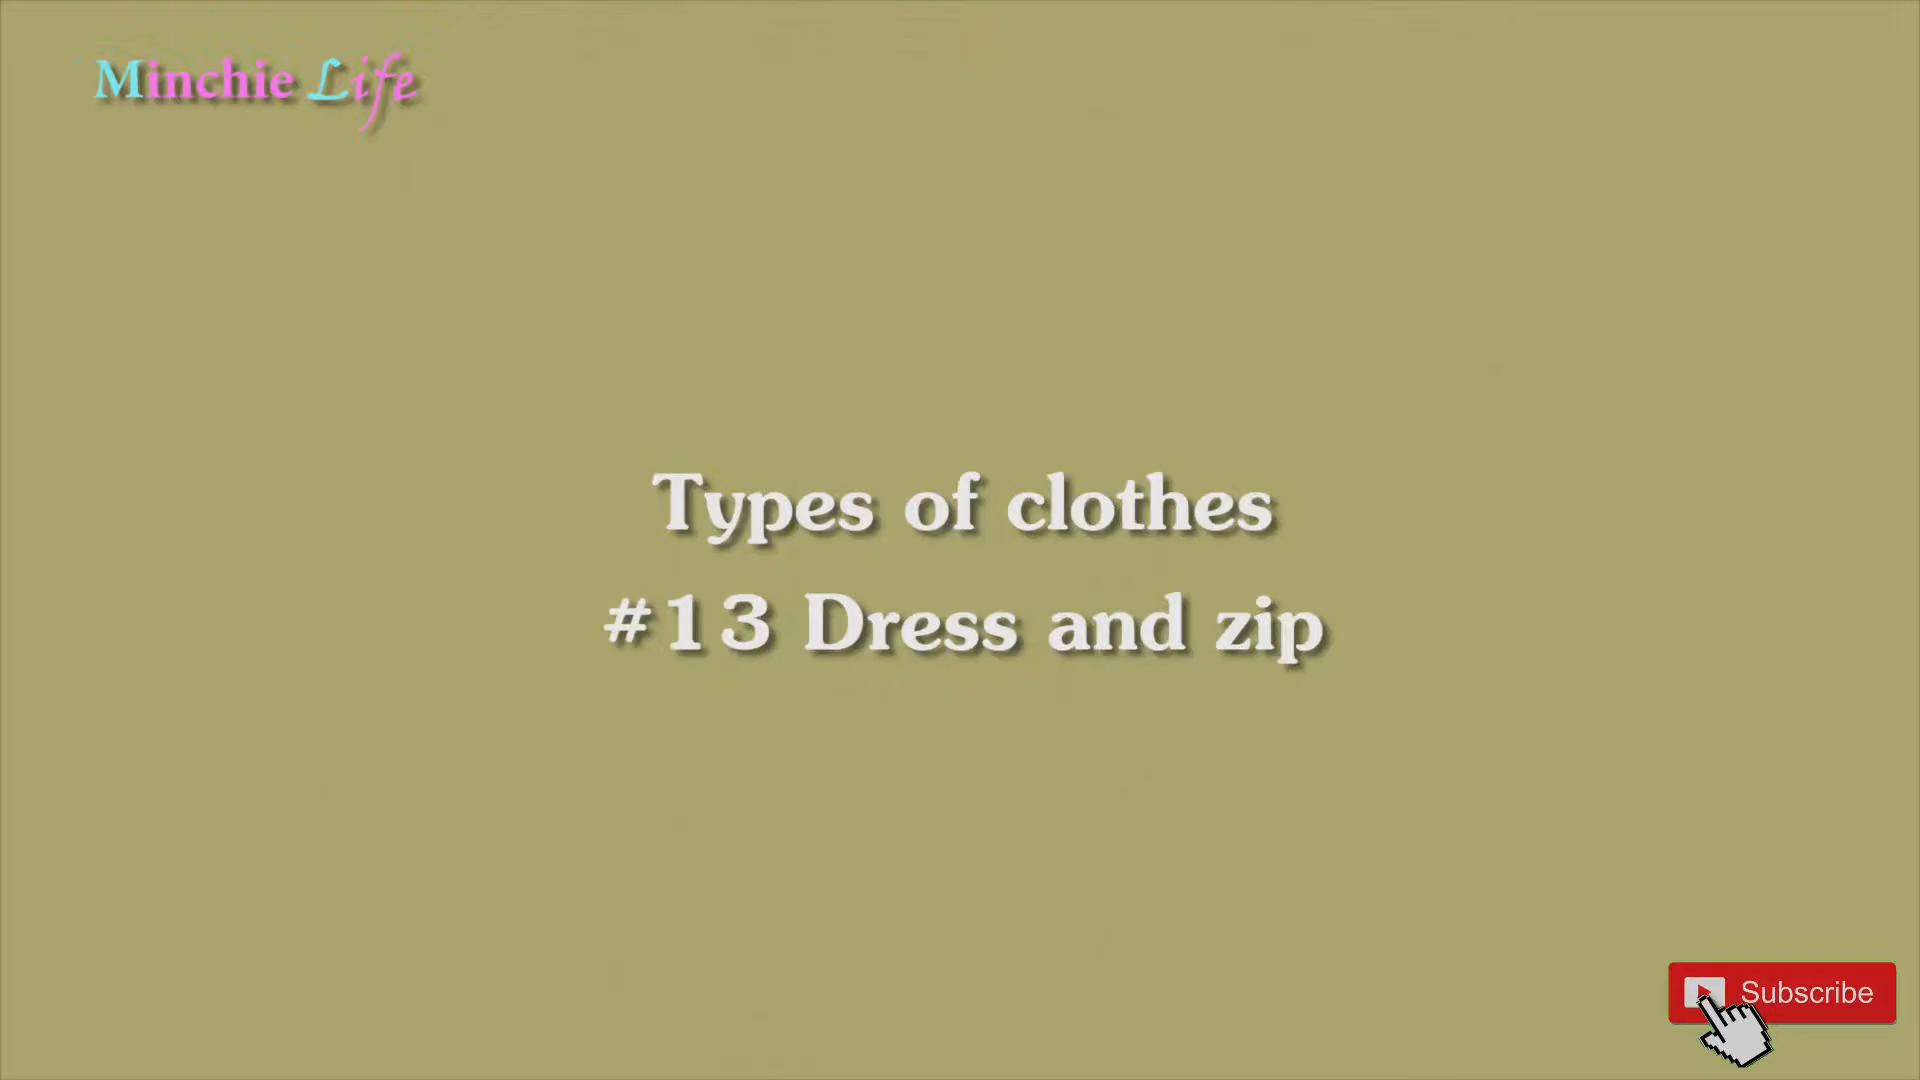 Minchie Life
Types of clothes
#13 Dress and zip
Subscribe